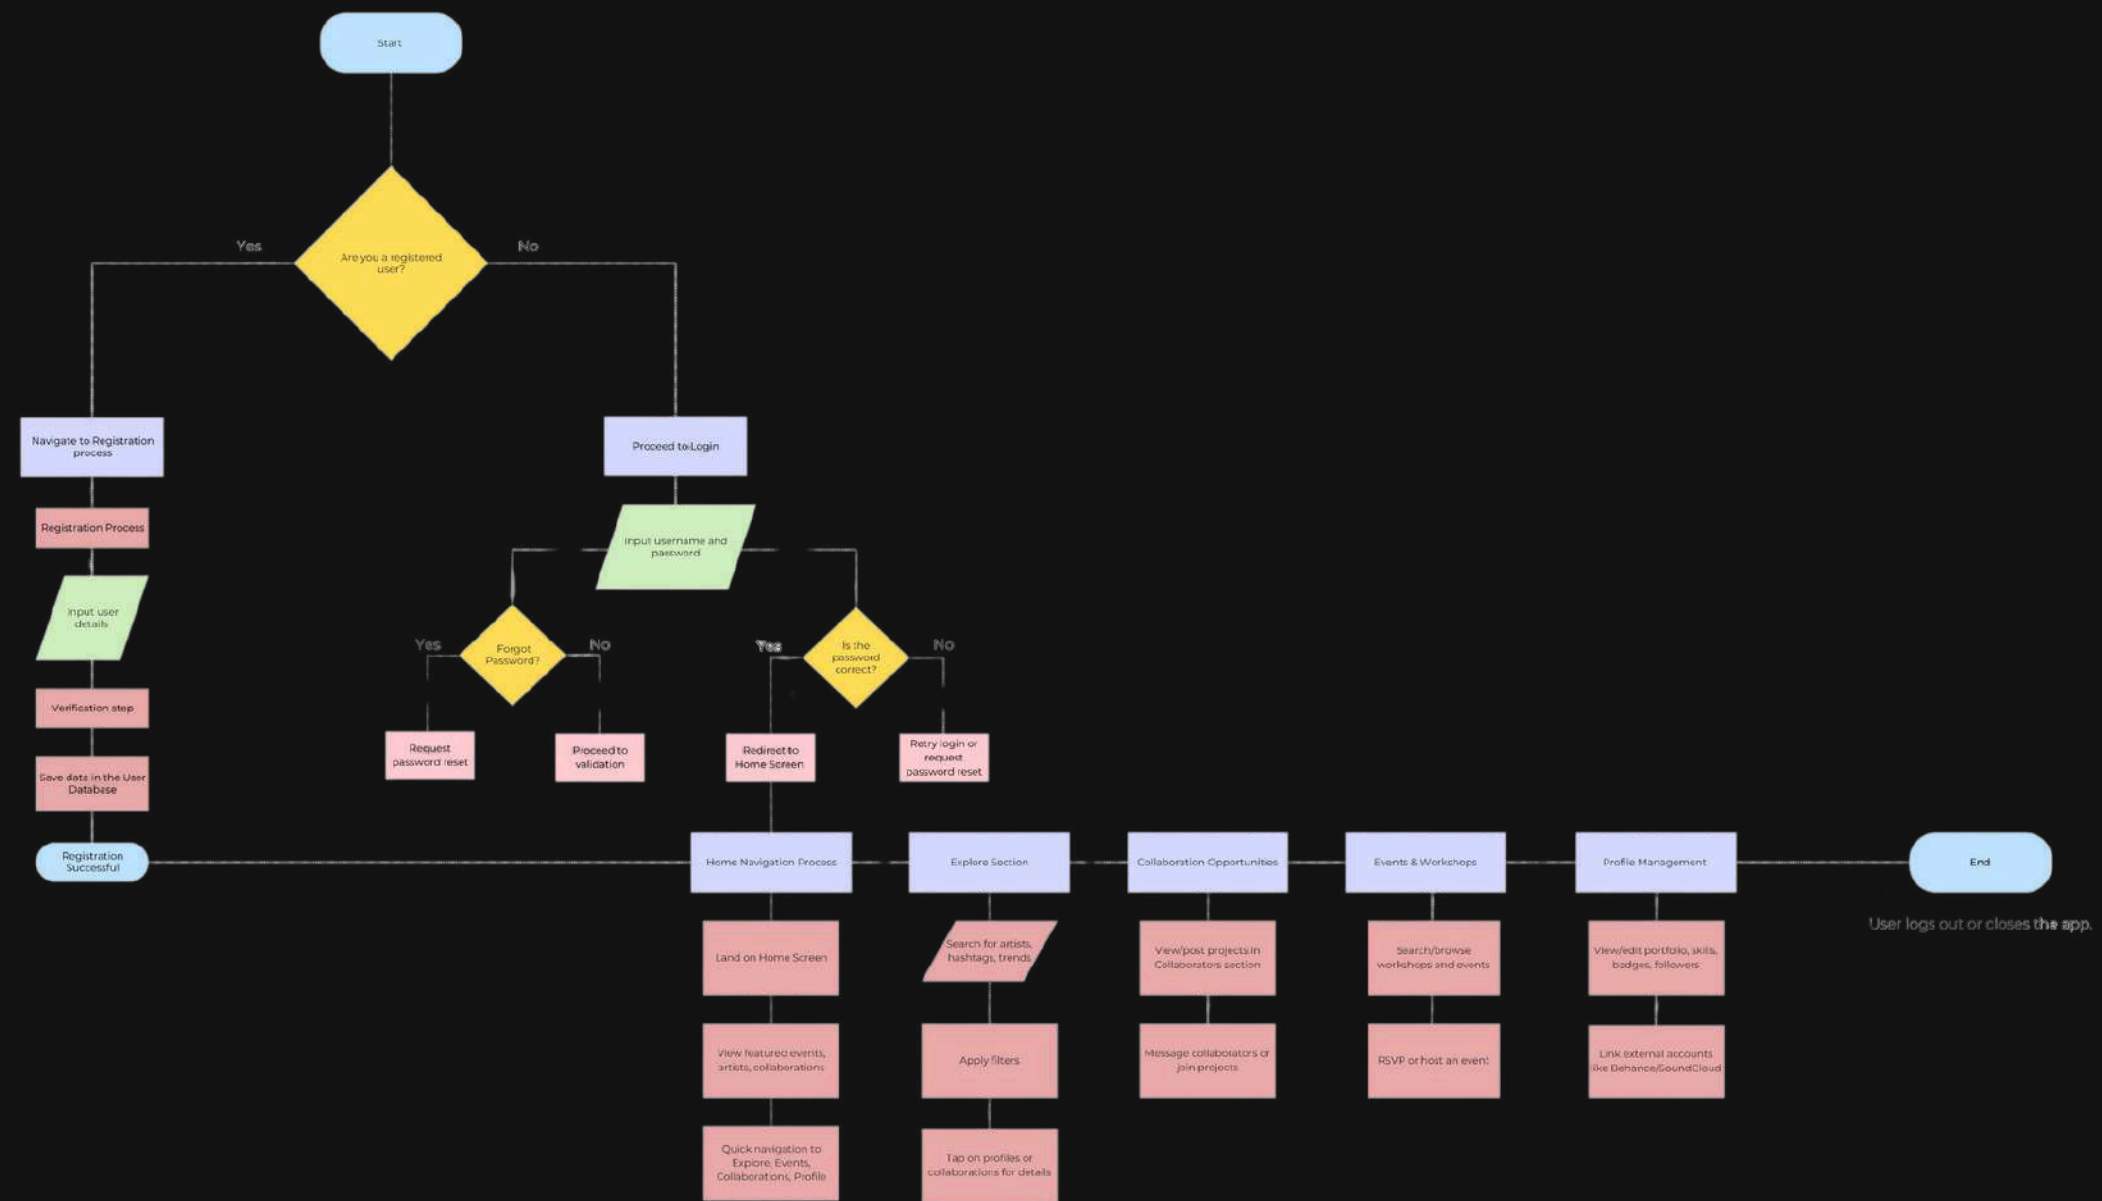 Start
Are you a registered
user?
Yes
No
Navigate to Registration
process
Proceed to Login
Registration Process
Input username and
password
Input user
details
Yes
Forgot
Password?
No
Yes
Is the
password
correct?
No
Verification step
Request
password reset
Proceed to
validation
Redirect to
Home Screen
Retry login or
request
password reset
Save data in the User
Database
Registration
Successful
Home Navigation Process
Explore Section
Collaboration Opportunities
Events & Workshops
Profile Management
End
User logs out or closes the app.
Land on Home Screen
Search for artists,
hashtags, trends
View/post projects in
Collaborators section
Search/browse
workshops and events
View/edit portfolio, skills,
badges, followers
View featured events,
artists, collaborations
Apply filters
Message collaborators or
join projects
RSVP or host an event
Link external accounts
like Behance/SoundCloud
Quick navigation to
Explore, Events,
Collaborations, Profile
Tap on profiles or
collaborations for details